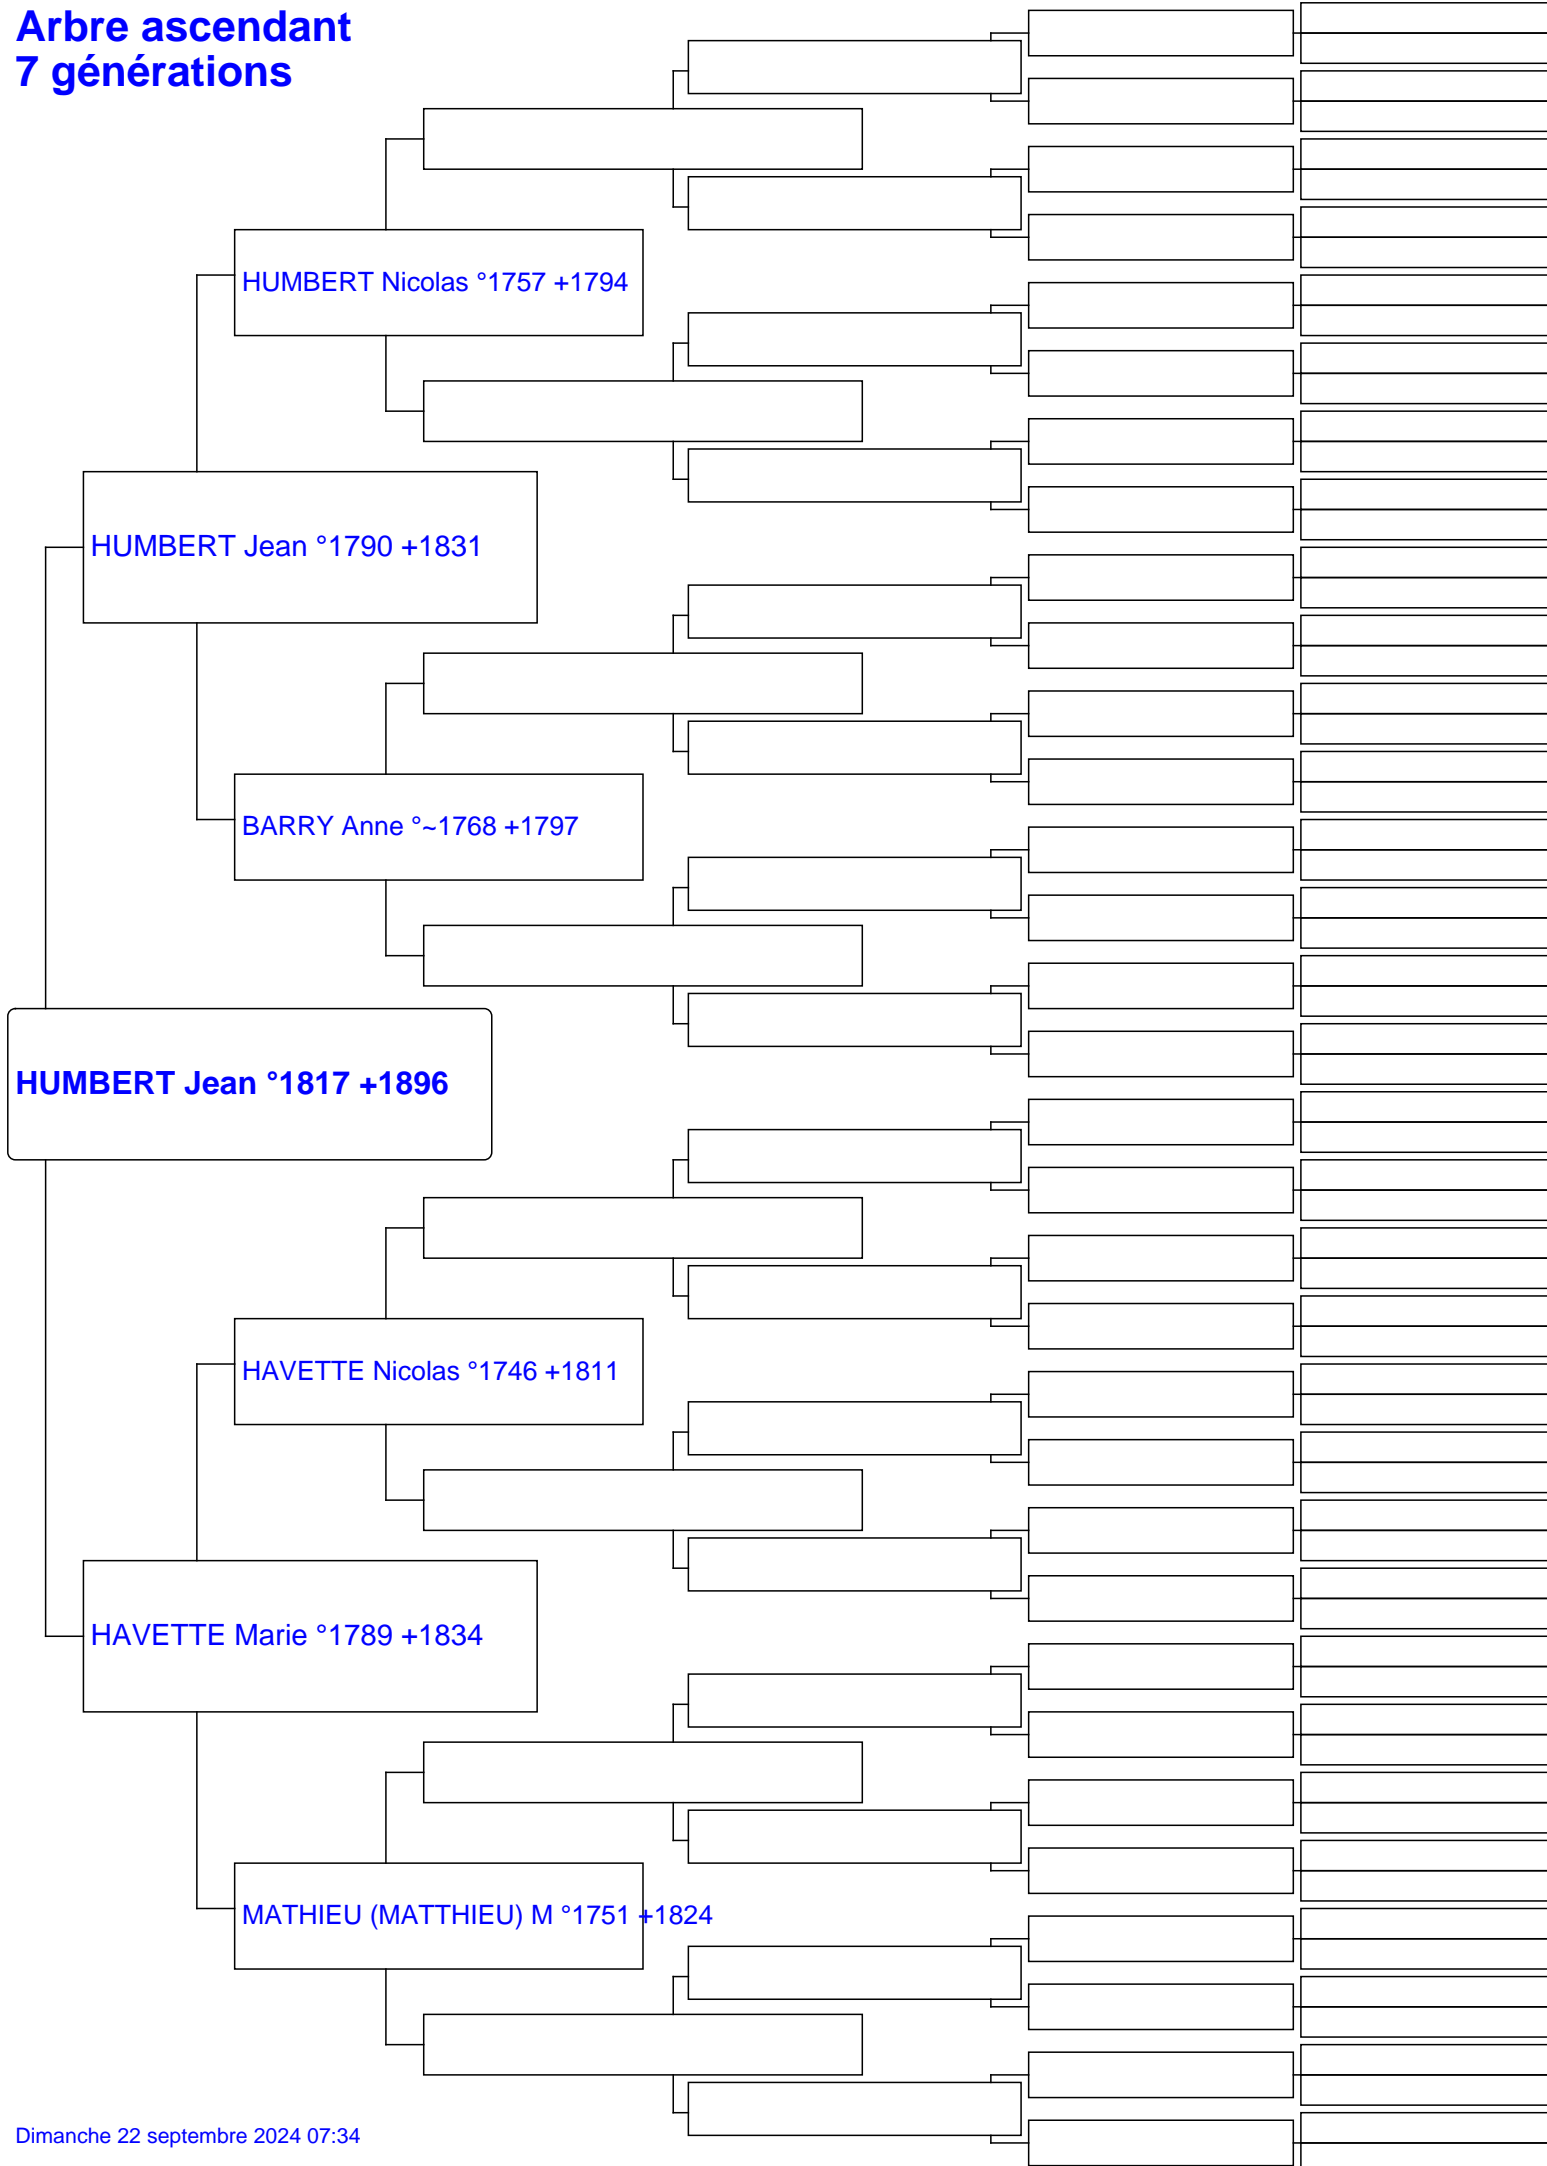 Arbre ascendant
7 générations
HUMBERT Nicolas °1757 +1794
HUMBERT Jean °1790 +1831
BARRY Anne °~1768 +1797
HUMBERT Jean °1817 +1896
HAVETTE Nicolas °1746 +1811
HAVETTE Marie °1789 +1834
MATHIEU (MATTHIEU) M °1751 +1824
Dimanche 22 septembre 2024 07:34